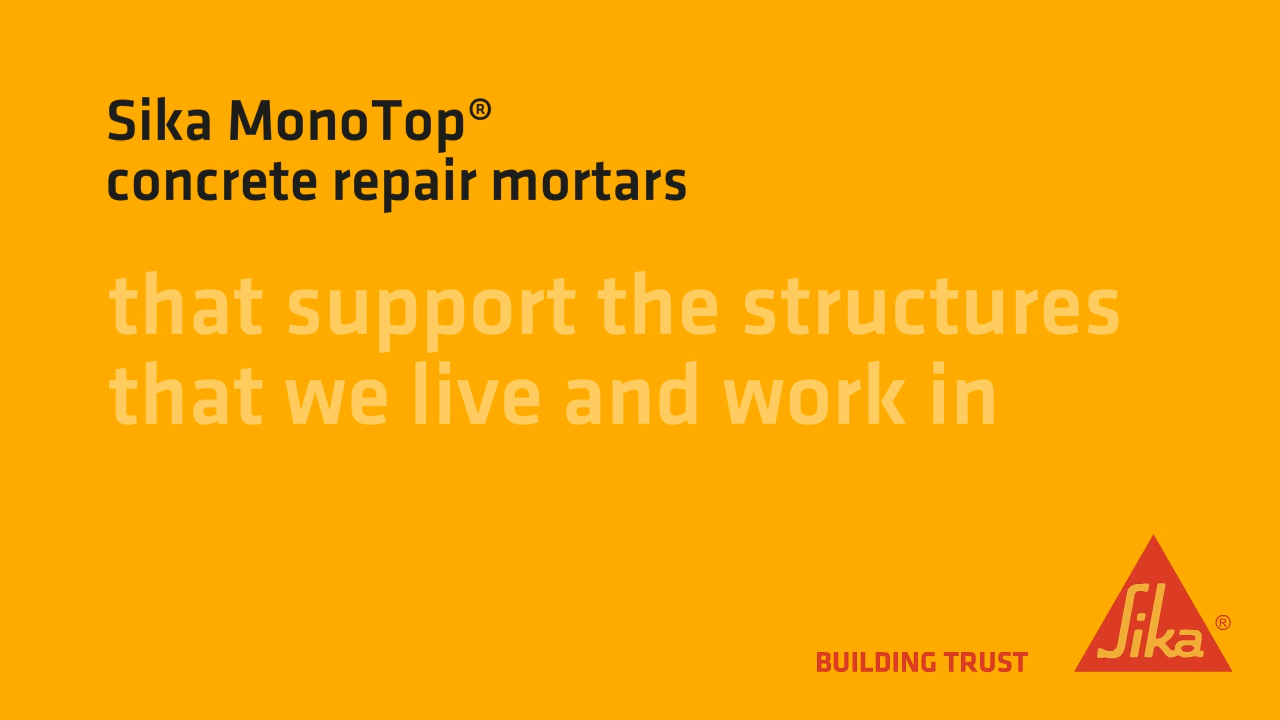 Sika MonoTop®
concrete repair mortars
that support the structures
that we live and work in
BUILDING TRUST
Sika®